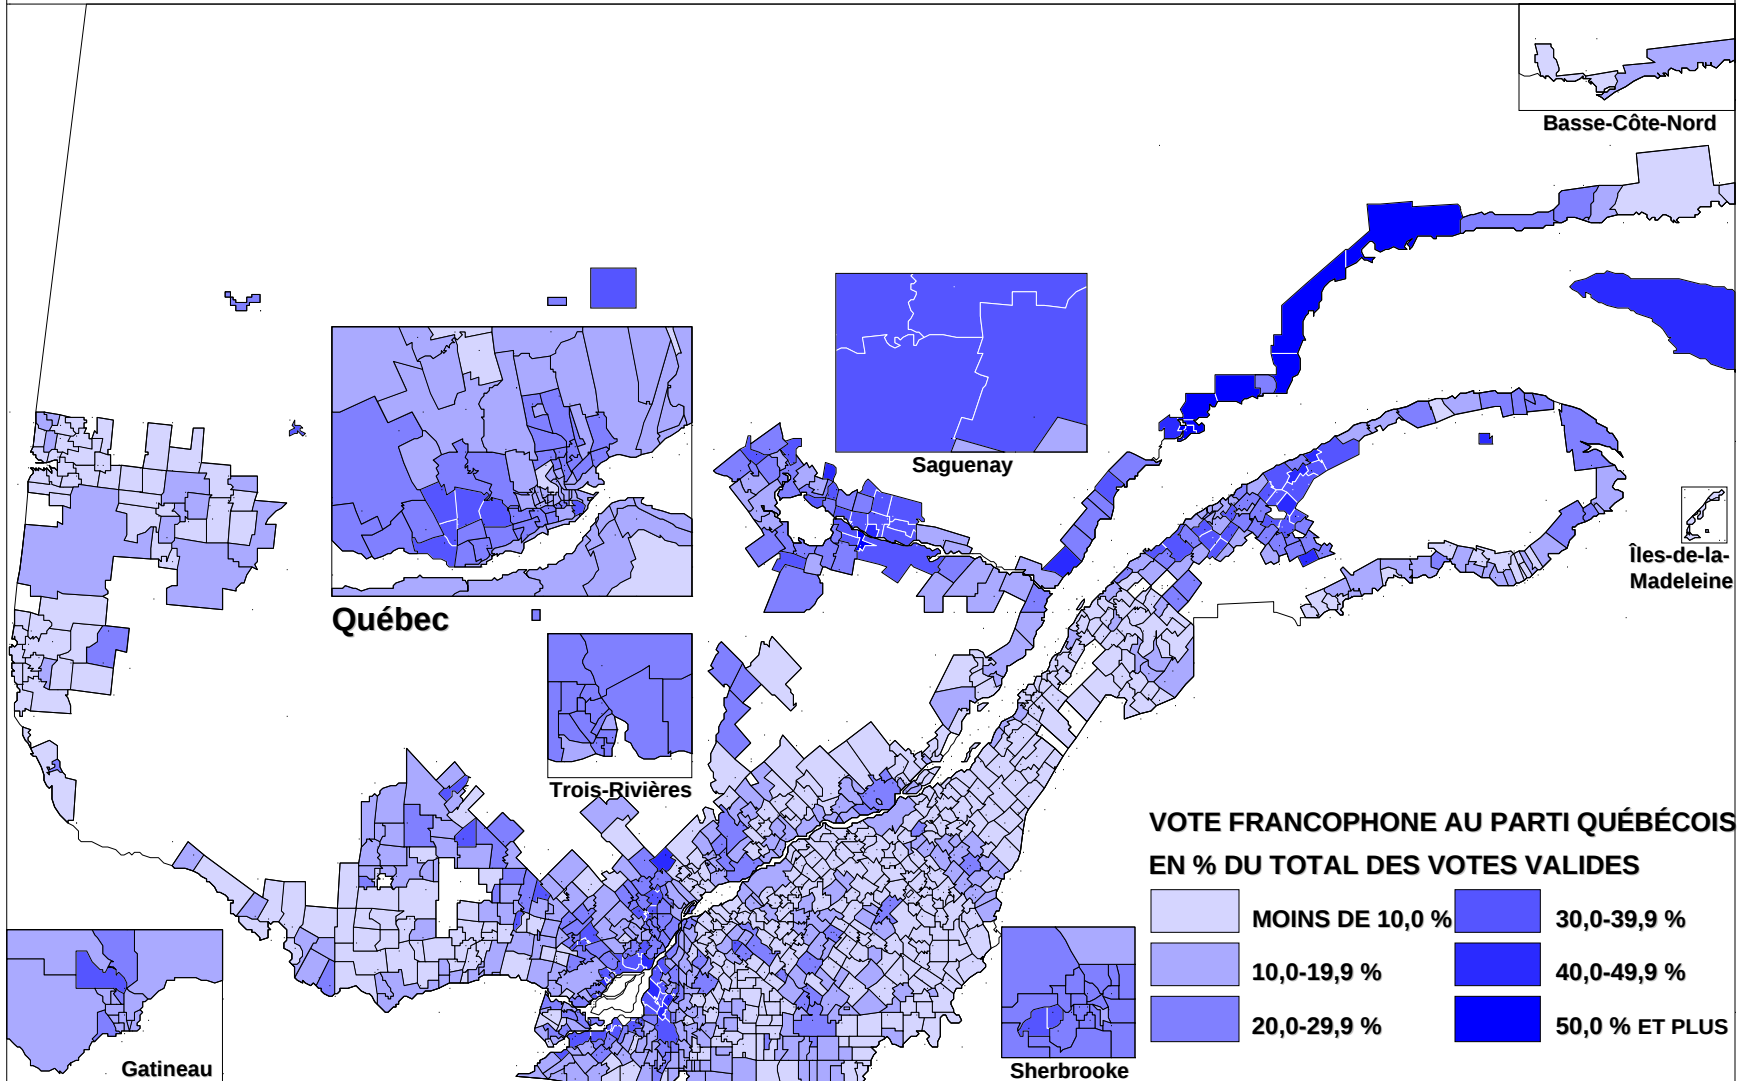 Basse-Côte-Nord
Saguenay
Îles-de-la-
Madeleine
Québec
Trois-Rivières
VOTE FRANCOPHONE AU PARTI QUÉBÉCOIS
EN % DU TOTAL DES VOTES VALIDES
MOINS DE 10,0 %
30,0-39,9 %
10,0-19,9 %
40,0-49,9 %
20,0-29,9 %
50,0 % ET PLUS
Gatineau
Sherbrooke